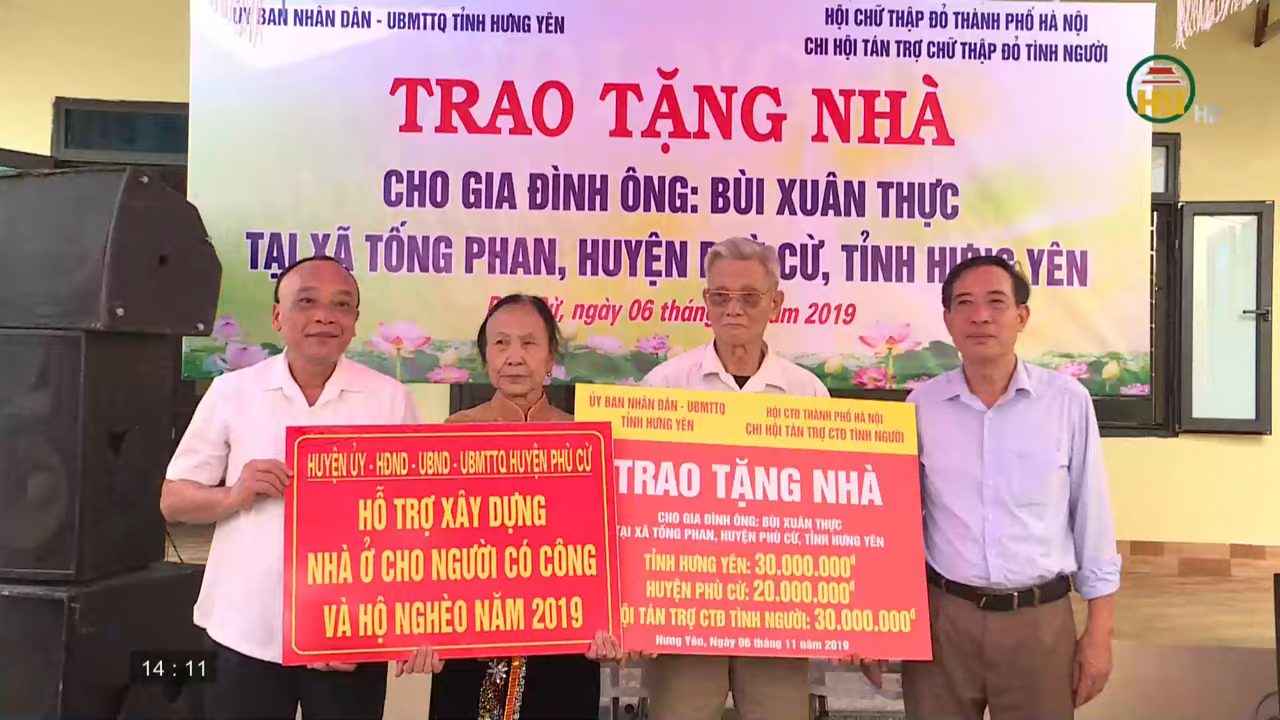 ỦY BAN NHÂN DÂN - UBMTTQ TỈNH HƯNG YÊN
HỘI CHỮ THẬP ĐỎ THÀNH PHỐ HÀ NỘI
CHI HỘI TÁN TRỢ CHỮ THẬP ĐỎ TÌNH NGƯỜI
TRAO TẶNG NHÀ
CHO GIA ĐÌNH ÔNG: BÙI XUÂN THỰC
TẠI XÃ TỐNG PHAN, HUYỆN PHÙ CỪ, TỈNH HƯNG YÊN
ngày 06 năm 2019
HY HD
HUYỆN ỦY - HĐND - UBND - UBMTTQ HUYỆN PHÙ CỪ
HỖ TRỢ XÂY DỰNG
NHÀ Ở CHO NGƯỜI CÓ CÔNG
VÀ HỘ NGHÈO NĂM 2019
ỦY BAN NHÂN DÂN - UBMTTQ
TỈNH HƯNG YÊN
HỘI CTĐ THÀNH PHỐ HÀ NỘI
CHI HỘI TÁN TRỢ CTĐ TÌNH NGƯỜI
TRAO TẶNG NHÀ
CHO GIA ĐÌNH ÔNG: BÙI XUÂN THỰC
TẠI XÃ TỐNG PHAN, HUYỆN PHÙ CỪ, TỈNH HƯNG YÊN
TỈNH HƯNG YÊN: 30.000.000đ
HUYỆN PHÙ CỪ: 20.000.000đ
HỘI TÁN TRỢ CTĐ TÌNH NGƯỜI: 30.000.000đ
Hưng Yên, Ngày 06 tháng 11 năm 2019
14 : 11